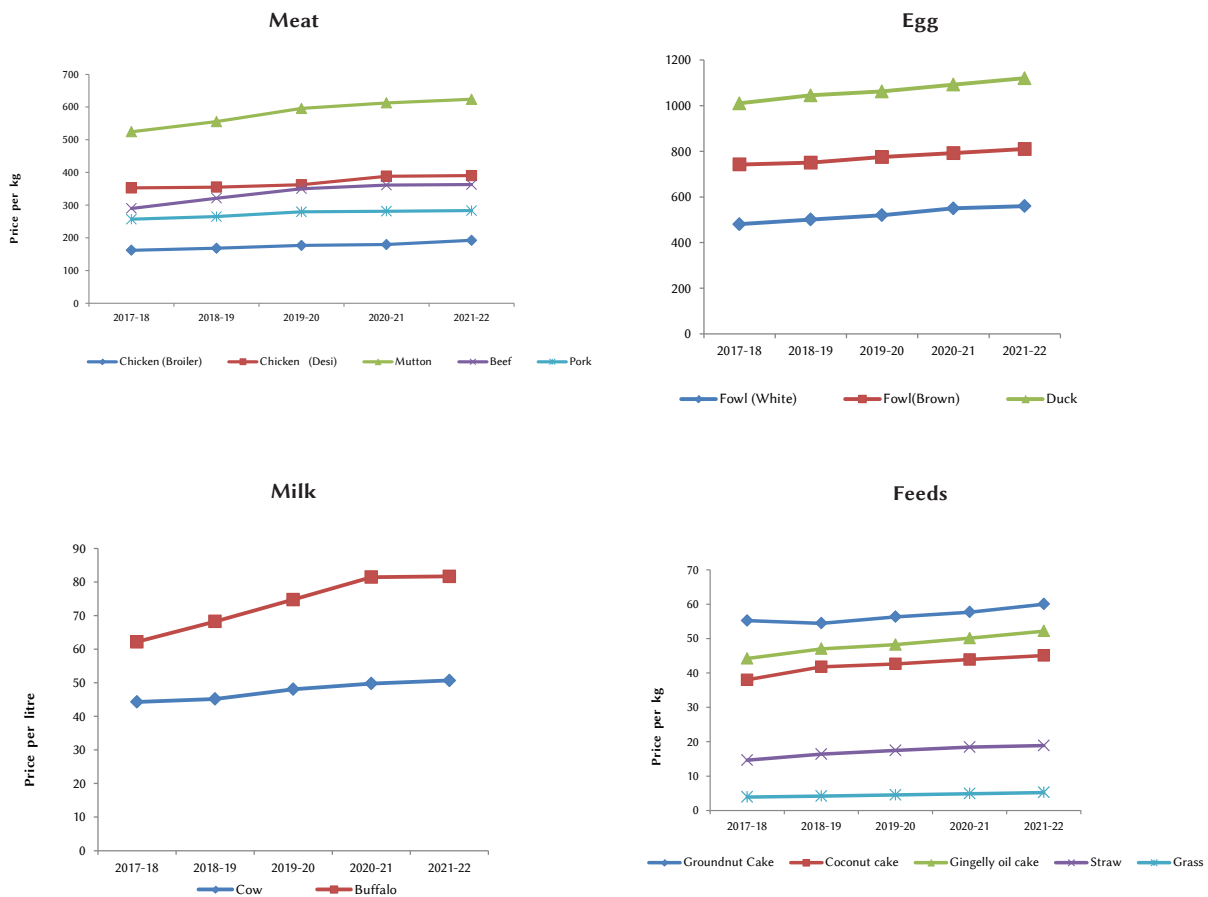 Meat
Price per kg
700
600
500
400
300
200
100
0
2017-18 2018-19 2019-20 2020-21 2021-22
Chicken (Broiler) Chicken (Desi) Mutton Beef Pork
Egg
1200
1000
800
600
400
200
0
2017-18 2018-19 2019-20 2020-21 2021-22
Fowl (White) Fowl(Brown) Duck
Milk
Price per litre
90
80
70
60
50
40
30
20
10
0
2017-18 2018-19 2019-20 2020-21 2021-22
Cow Buffalo
Feeds
Price per kg
70
60
50
40
30
20
10
0
2017-18 2018-19 2019-20 2020-21 2021-22
Groundnut Cake Coconut cake Gingelly oil cake Straw Grass